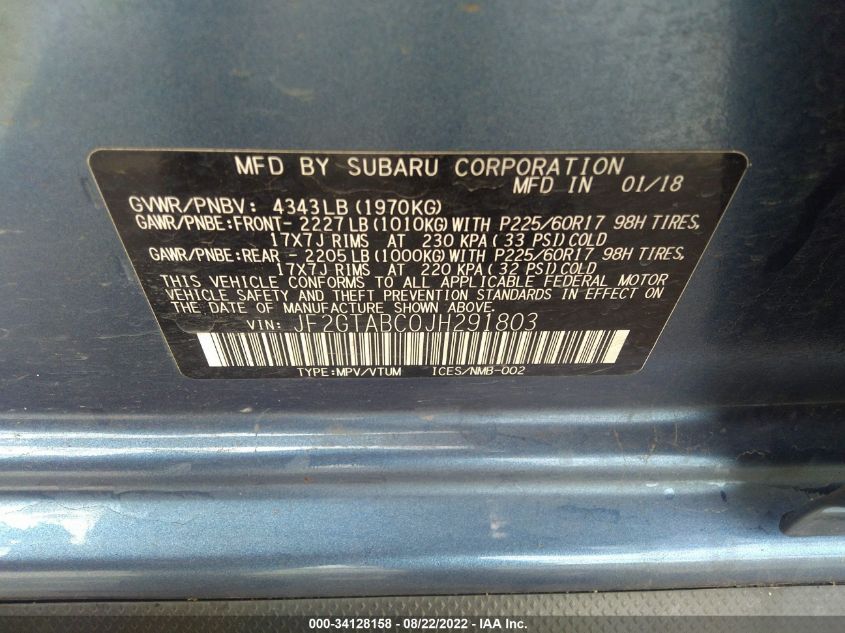 MFD BY SUBARU CORPORATION
MFD IN 01/18
GVWR/PNBV: 4343LB (1970KG)
GAWR/PNBE:FRONT- 2227LB (1010KG) WITH P225/60R17 98H TIRES,
17X7J RIMS AT 230 KPA (33 PSI) COLD
GAWR/PNBE:REAR - 2205LB (1000KG) WITH P225/60R17 98H TIRES,
17X7J RIMS AT 220 KPA (32 PSI) COLD
THIS VEHICLE CONFORMS TO ALL APPLICABLE FEDERAL MOTOR
VEHICLE SAFETY AND THEFT PREVENTION STANDARDS IN EFFECT ON
THE DATE OF MANUFACTURE SHOWN ABOVE.
VIN: JF2GTABC0JH291803
TYPE:MPV/VTUM ICES/NMB-002
000-34128158 - 08/22/2022 - IAA Inc.